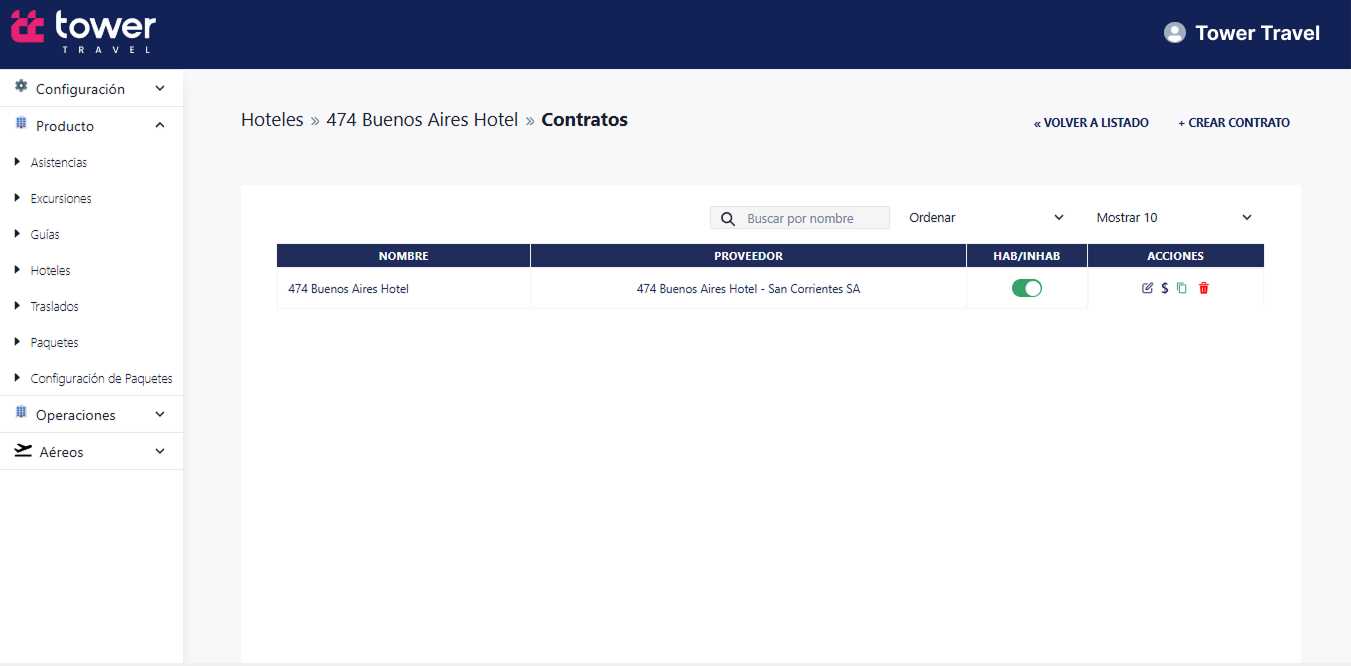 tower
TRAVEL
Tower Travel
Configuración
Producto
Asistencias
Excursiones
Guías
Hoteles
Traslados
Paquetes
Configuración de Paquetes
Operaciones
Aéreos
Hoteles » 474 Buenos Aires Hotel » Contratos
« VOLVER A LISTADO
+ CREAR CONTRATO
Buscar por nombre
Ordenar
Mostrar 10
NOMBRE PROVEEDOR HAB/INHAB ACCIONES
474 Buenos Aires Hotel 474 Buenos Aires Hotel - San Corrientes SA $